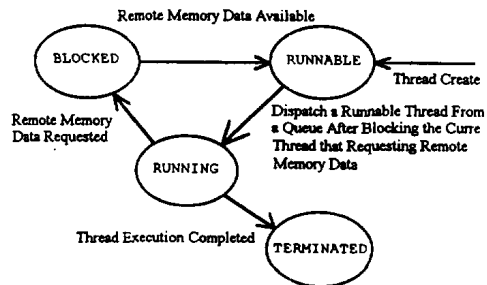 Remote Memory Data Available
BLOCKED
RUNNABLE
Thread Create
Remote Memory
Data Requested
Dispatch a Runnable Thread From
a Queue After Blocking the Curre
Thread that Requesting Remote
Memory Data
RUNNING
Thread Execution Completed
TERMINATED